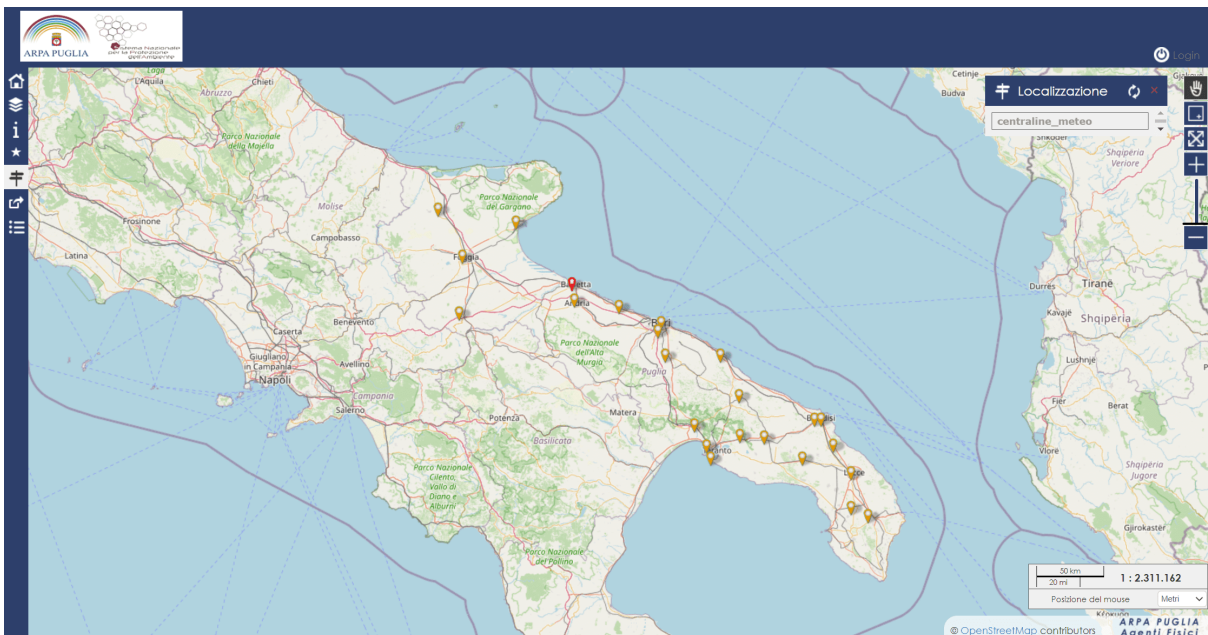 ARPA PUGLIA
Sistema Nazionale
per la Protezione
dell'Ambiente
Login
Localizzazione
centraline_meteo
L'Aquila
Abruzzo
Chieti
Cetinje
Budva
Shkodër
Parco Nazionale
della Majella
Shqipëria
Veriore
Molise
Parco Nazionale
del Gargano
Frosinone
Campobasso
Latina
Foggia
Barletta
Andria
Durrës
Tiranë
Kavajë
Shqipëria
Benevento
Caserta
Bari
Parco Nazionale
dell'Alta
Murgia
Giugliano
in Campania
Napoli
Avellino
Puglia
Lushnjë
Campania
Salerno
Potenza
Matera
Fier
Berat
Basilicata
Taranto
Vlorë
Parco Nazionale
Cilento,
Vallo di
Diano e
Alburni
Lecce
Shqipëria
Jugore
Gjirokastër
Parco Nazionale
del Pollino
50 km
20 mi
1 : 2.311.162
Posizione del mouse
Metri
© OpenStreetMap contributors
ARPA PUGLIA
Agenti Fisici